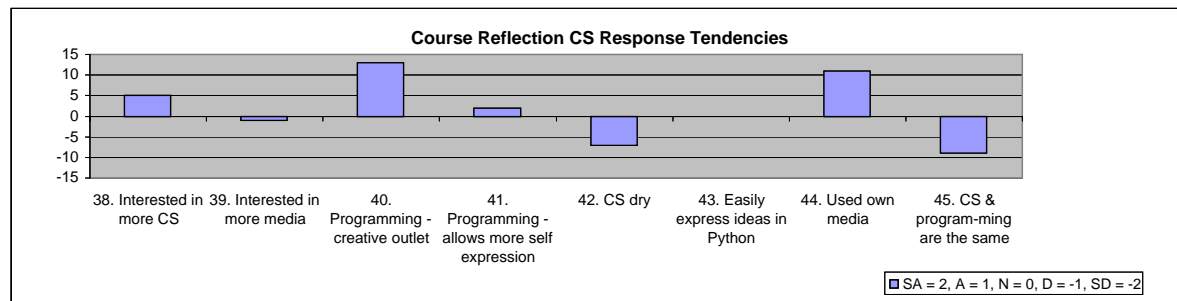 Course Reflection CS Response Tendencies
15
10
5
0
-5
-10
-15
38. Interested in
more CS
39. Interested in
more media
40.
Programming -
creative outlet
41.
Programming -
allows more self
expression
42. CS dry
43. Easily
express ideas in
Python
44. Used own
media
45. CS &
program-ming
are the same
SA = 2, A = 1, N = 0, D = -1, SD = -2